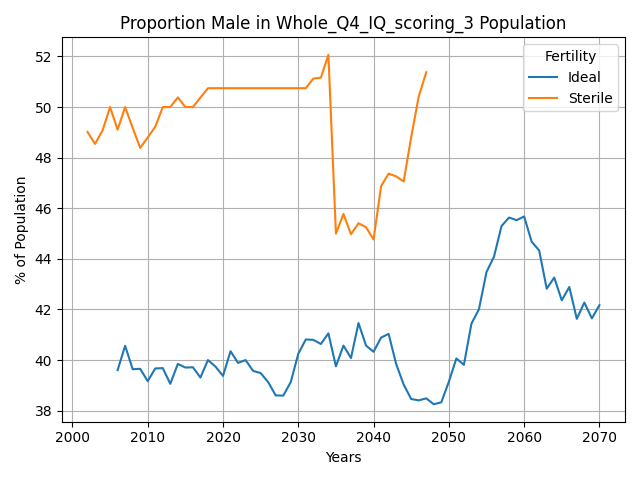 Proportion Male in Whole_Q4_IQ_scoring_3 Population
Fertility
Ideal
Sterile
% of Population
52
50
48
46
44
42
40
38
2000
2010
2020
2030
2040
2050
2060
2070
Years